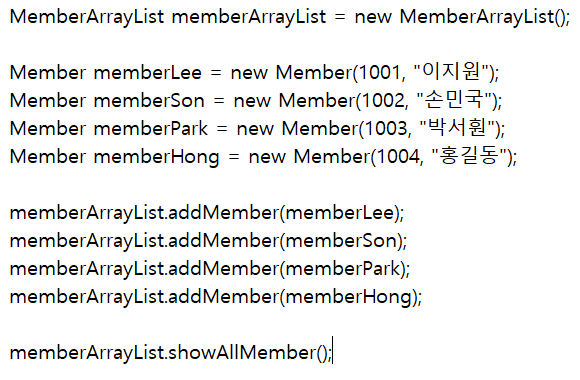 MemberArrayList memberArrayList = new MemberArrayList();
Member memberLee = new Member(1001, "이지원");
Member memberSon = new Member(1002, "손민국");
Member memberPark = new Member(1003, "박서훤");
Member memberHong = new Member(1004, "홍길동");
memberArrayList.addMember(memberLee);
memberArrayList.addMember(memberSon);
memberArrayList.addMember(memberPark);
memberArrayList.addMember(memberHong);
memberArrayList.showAllMember();